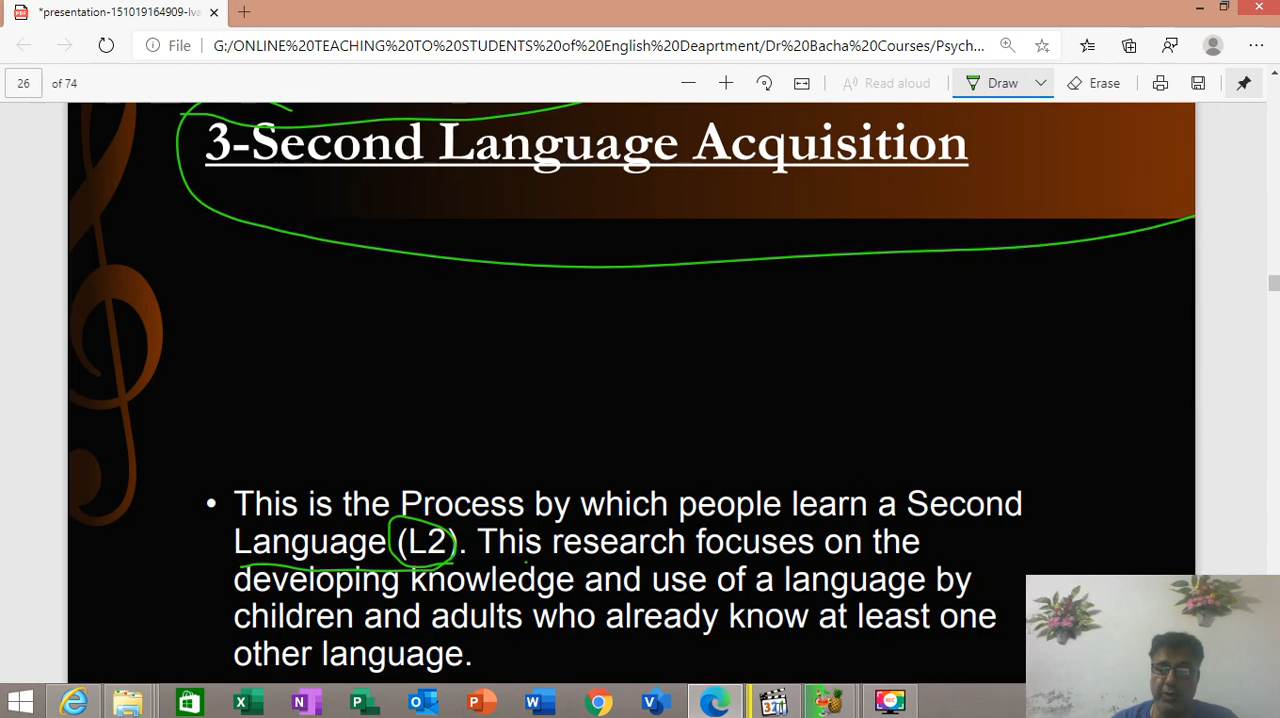 *presentation-151019164909-lva
File
G:/ONLINE%20TEACHING%20TO%20STUDENTS%20of%20English%20Deaprtment/Dr%20Bacha%20Courses/Psych...
26 of 74
Read aloud
Draw
Erase
3-Second Language Acquisition
• This is the Process by which people learn a Second
Language (L2). This research focuses on the
developing knowledge and use of a language by
children and adults who already know at least one
other language.